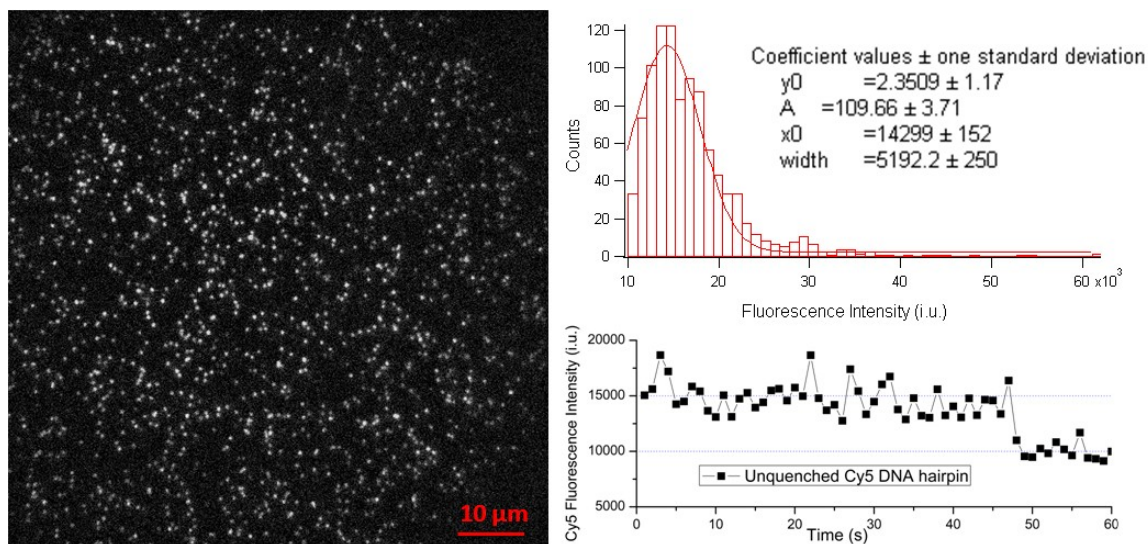 10 µm
120
100
80
60
40
20
0
Counts
Coefficient values ± one standard deviation
y0 =2.3509 ± 1.17
A =109.66 ± 3.71
x0 =14299 ± 152
width =5192.2 ± 250
10 20 30 40 50 60 x10³
Fluorescence Intensity (i.u.)
20000
15000
10000
5000
Cy5 Fluorescence Intensity (i.u.)
Unquenched Cy5 DNA hairpin
0 10 20 30 40 50 60
Time (s)